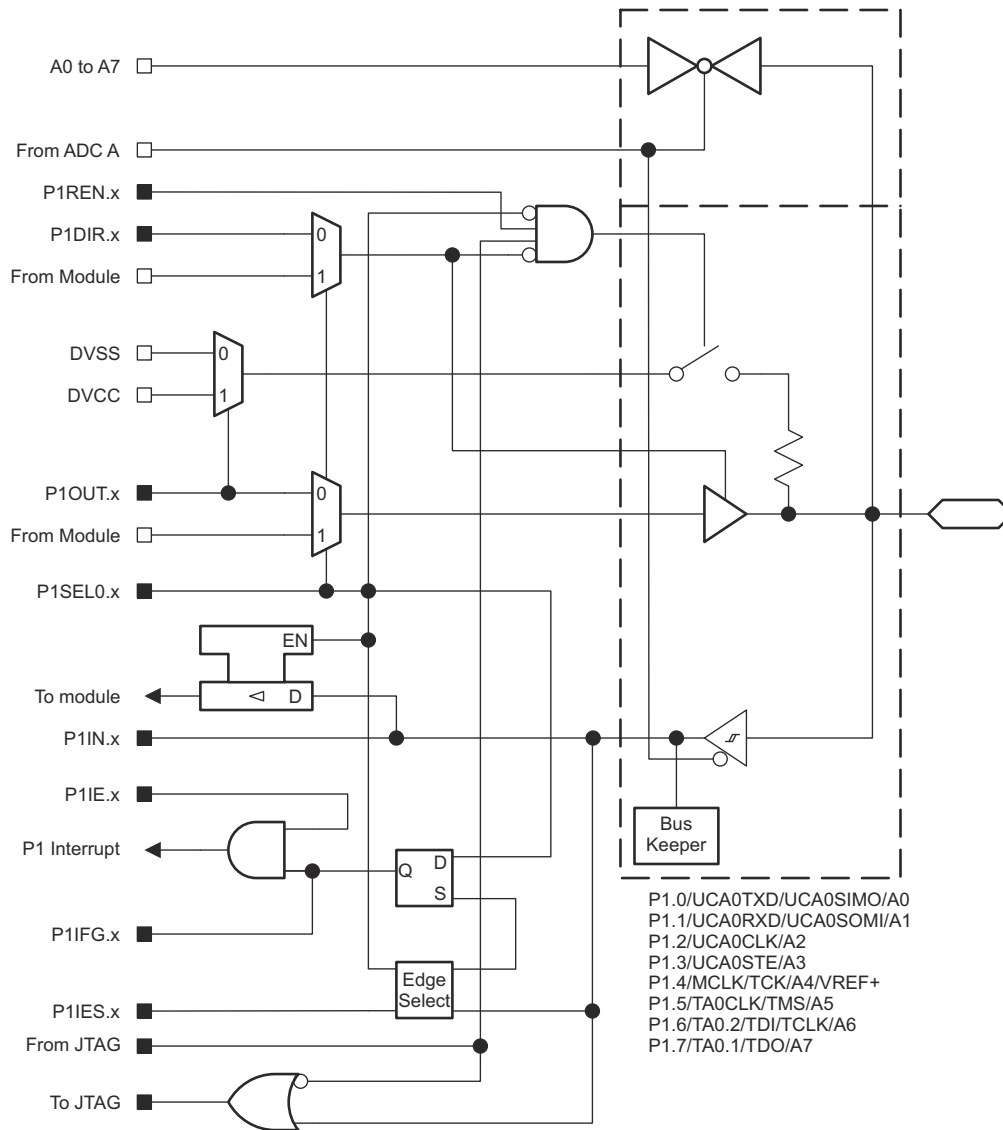 A0 to A7
From ADC A
P1REN.x
P1DIR.x
0
From Module
1
DVSS
0
DVCC
1
P1OUT.x
0
From Module
1
P1SEL0.x
EN
To module
D
P1IN.x
P1IE.x
Bus
Keeper
P1 Interrupt
Q
D
S
P1IFG.x
Edge
Select
P1IES.x
From JTAG
To JTAG
P1.0/UCA0TXD/UCA0SIMO/A0
P1.1/UCA0RXD/UCA0SOMI/A1
P1.2/UCA0CLK/A2
P1.3/UCA0STE/A3
P1.4/MCLK/TCK/A4/VREF+
P1.5/TA0CLK/TMS/A5
P1.6/TA0.2/TDI/TCLK/A6
P1.7/TA0.1/TDO/A7